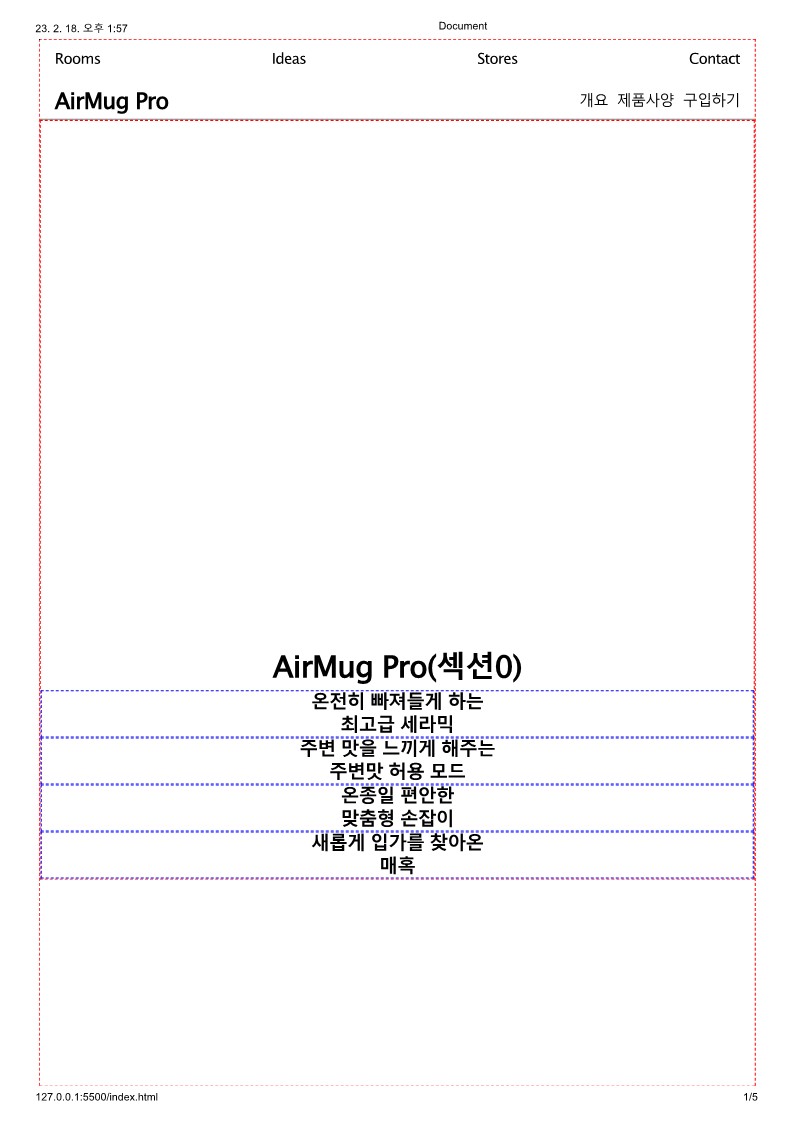 23. 2. 18. 오후 1:57 Document
Rooms Ideas Stores Contact
AirMug Pro 개요 제품사양 구입하기
AirMug Pro(섹션0)
온전히 빠져들게 하는
최고급 세라믹
주변 맛을 느끼게 해주는
주변맛 허용 모드
온종일 편안한
맞춤형 손잡이
새롭게 입가를 찾아온
매혹
127.0.0.1:5500/index.html 1/5